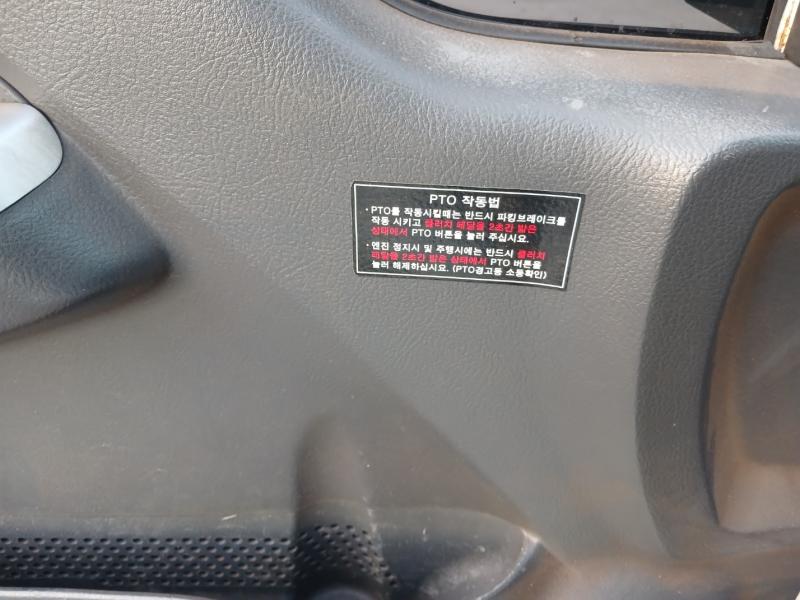 PTO 작동법
· PTO를 작동시킬때는 반드시 파킹브레이크를
작동 시키고 클러치 페달을 2초간 밟은
상태에서 PTO 버튼을 눌러 주십시요.
· 엔진 정지시 및 주행시에는 반드시 클러치
페달을 2초간 밟은 상태에서 PTO 버튼을
눌러 해제하십시요. (PTO경고등 소등확인)